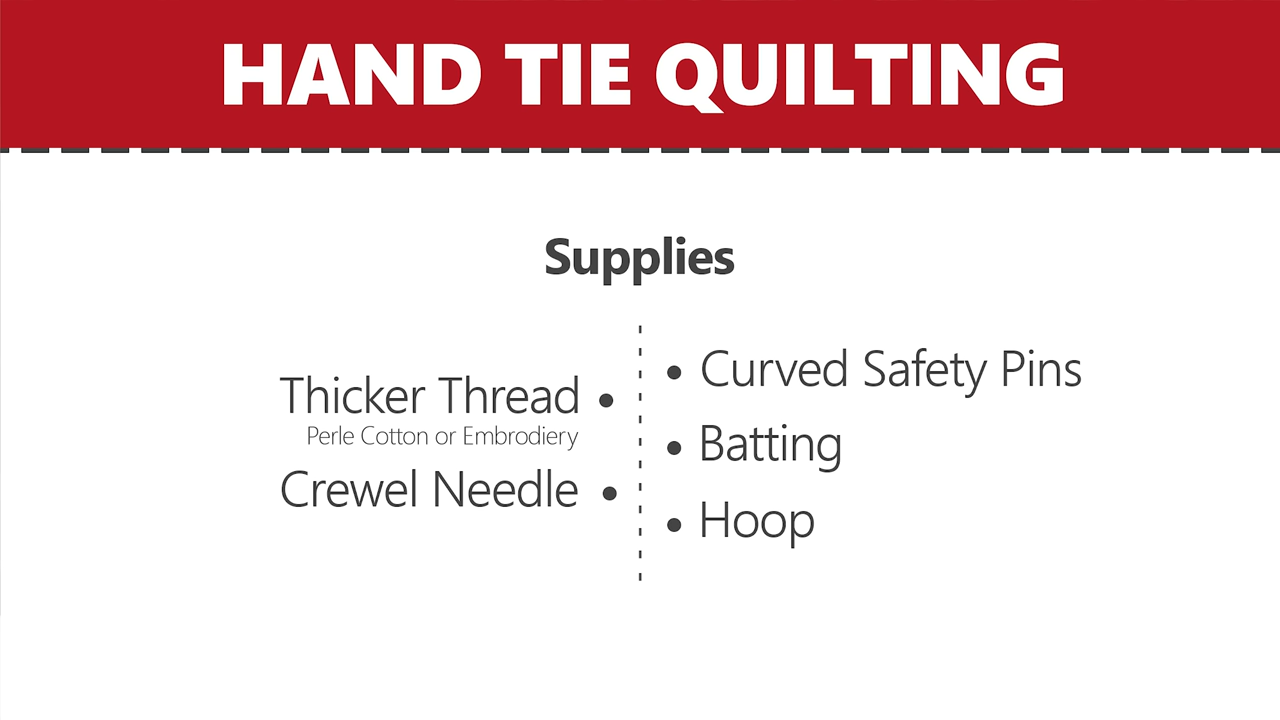 HAND TIE QUILTING
Supplies
Thicker Thread
Perle Cotton or Embrodiery
Crewel Needle
Curved Safety Pins
Batting
Hoop